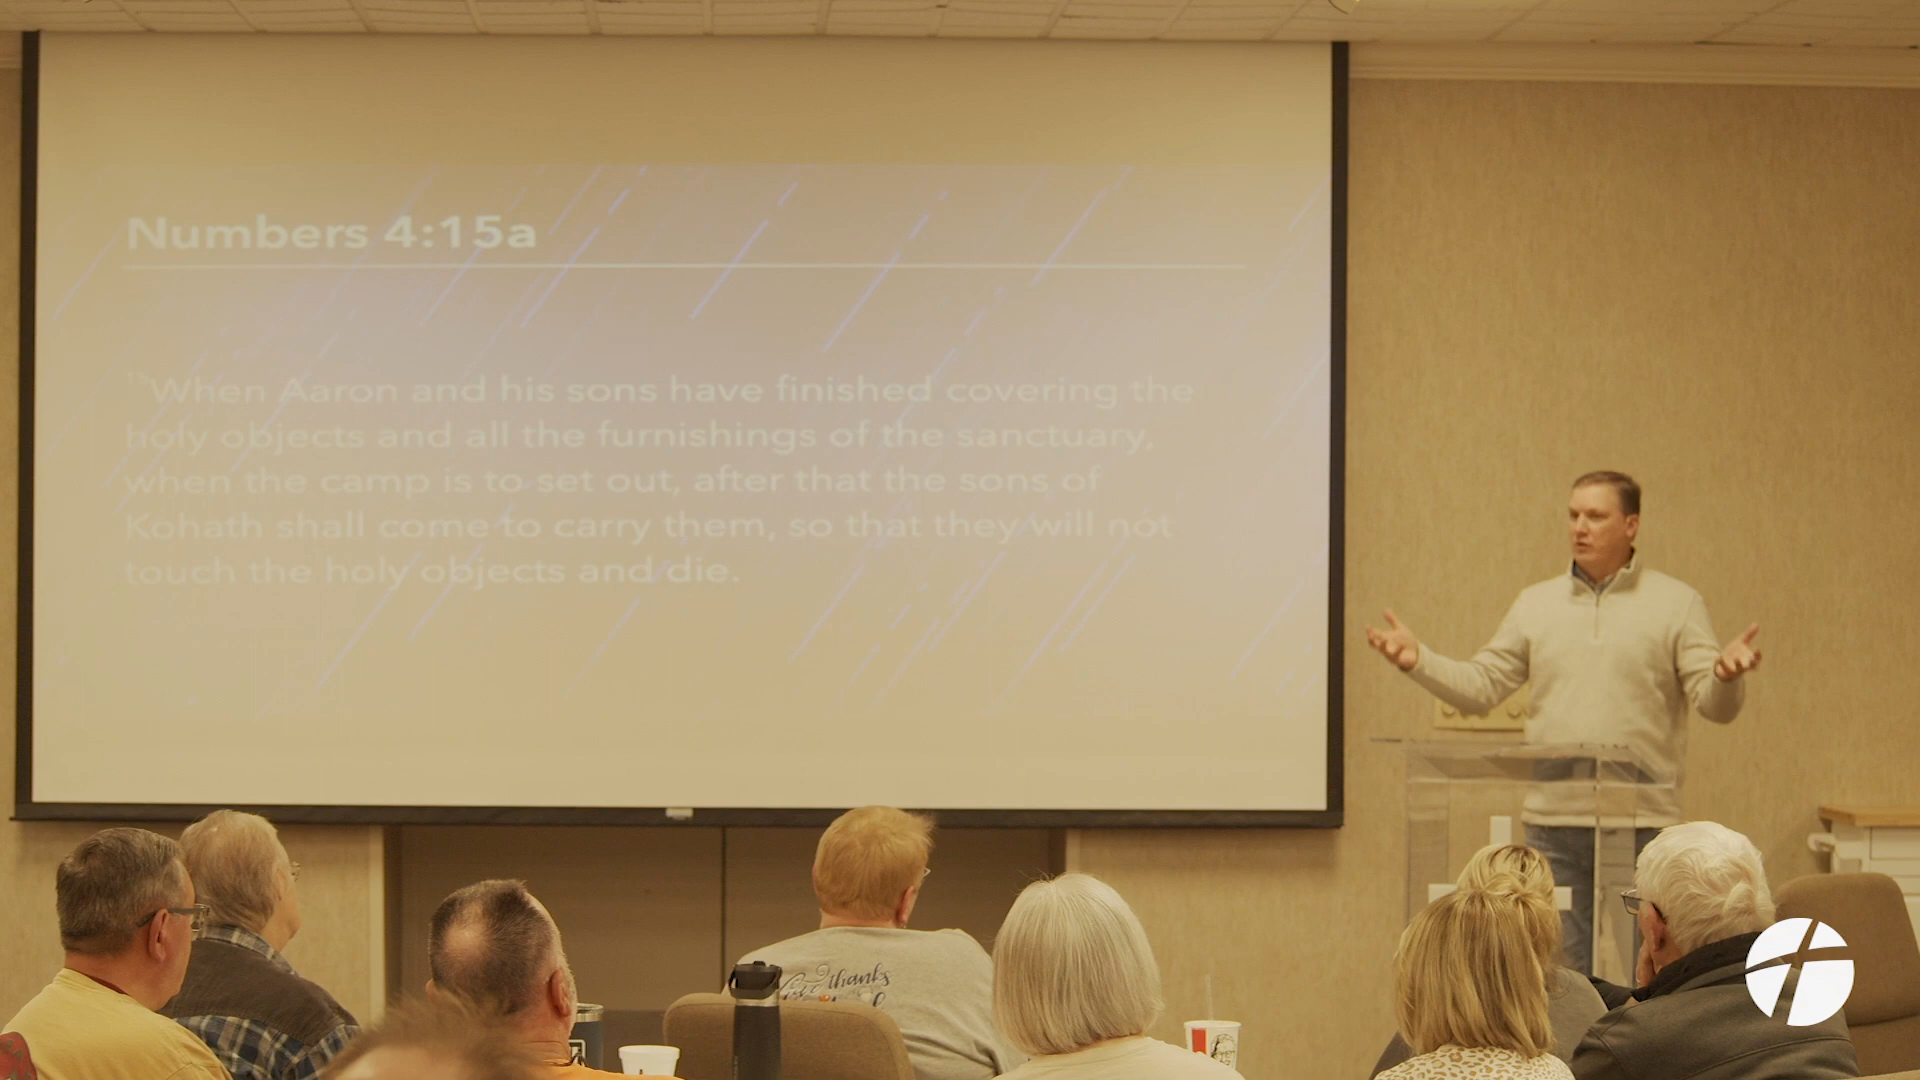 Numbers 4:15a
“When Aaron and his sons have finished covering the
holy objects and all the furnishings of the sanctuary,
when the camp is to set out, after that the sons of
Kohath shall come to carry them, so that they will not
touch the holy objects and die.
thanks